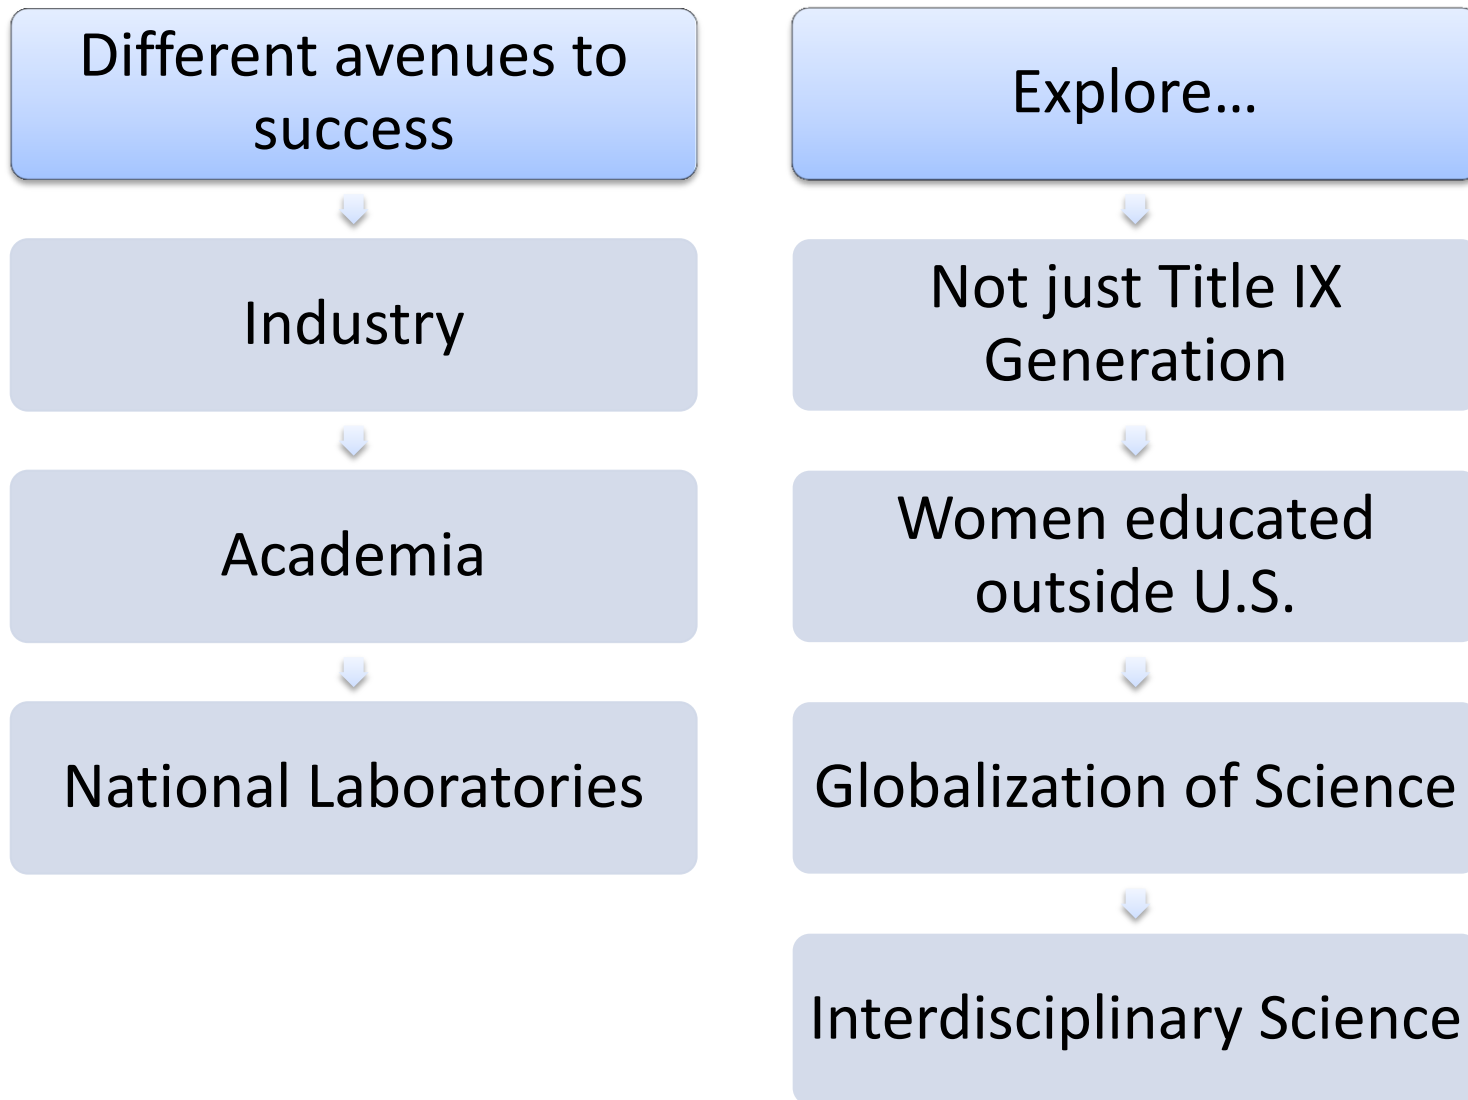 Different avenues to
success
Industry
Academia
National Laboratories
Explore...
Not just Title IX
Generation
Women educated
outside U.S.
Globalization of Science
Interdisciplinary Science